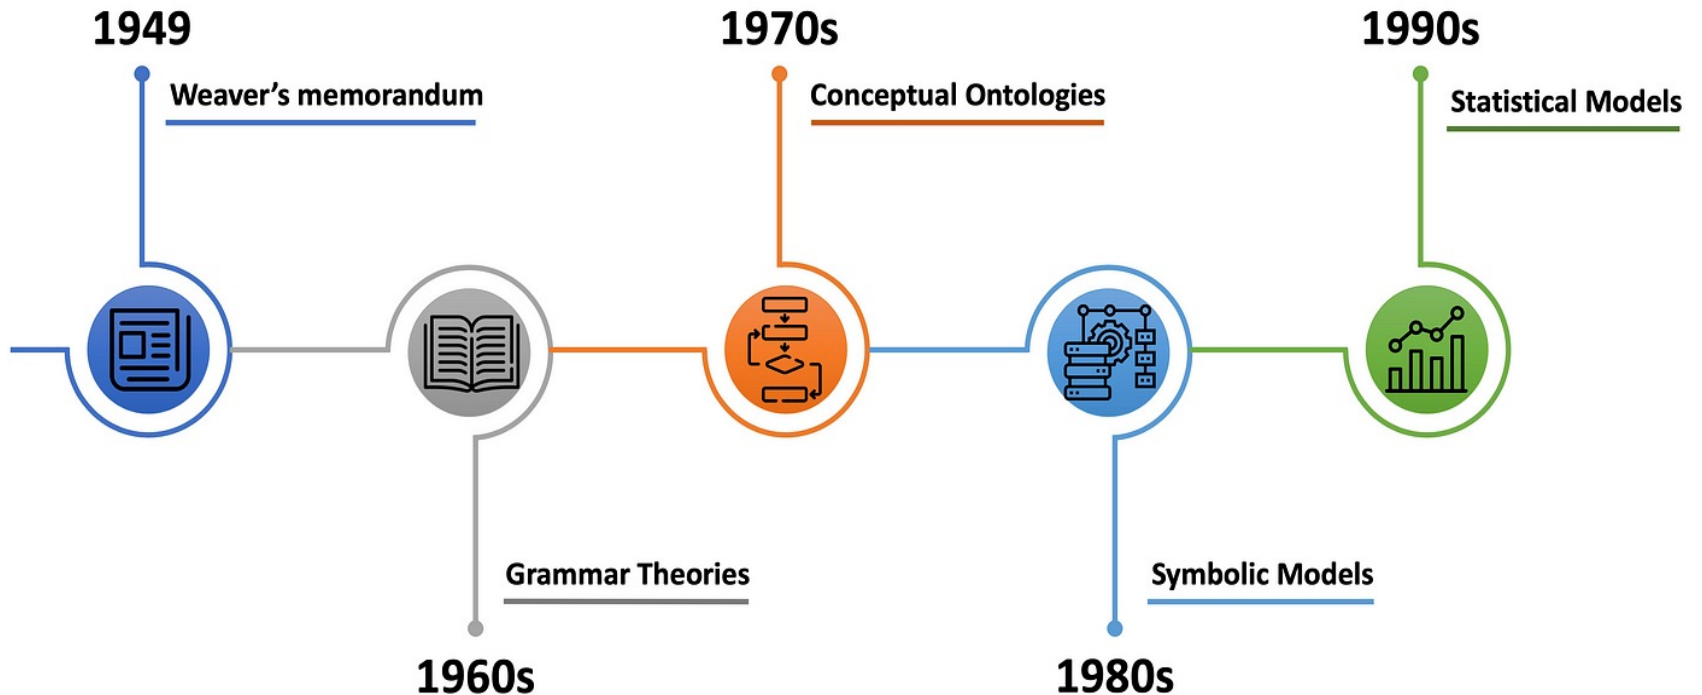 1949
Weaver’s memorandum
1960s
Grammar Theories
1970s
Conceptual Ontologies
1980s
Symbolic Models
1990s
Statistical Models